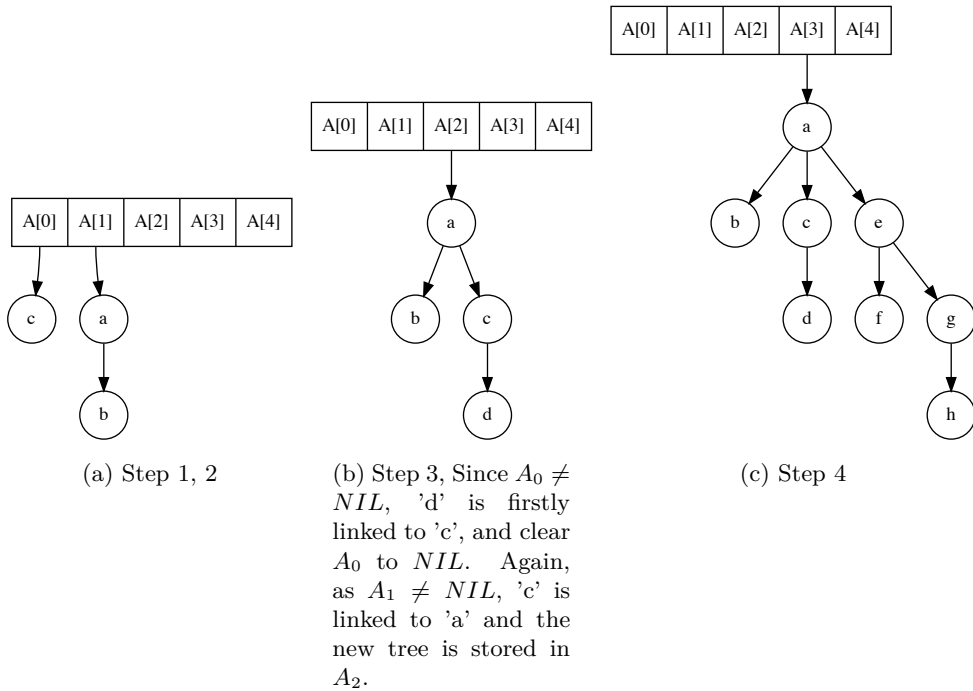 A[0] A[1] A[2] A[3] A[4]
c a
b
(a) Step 1, 2
A[0] A[1] A[2] A[3] A[4]
a
b c
d
(b) Step 3, Since A₀ ≠
NIL, ’d’ is firstly
linked to ’c’, and clear
A₀ to NIL. Again,
as A₁ ≠ NIL, ’c’ is
linked to ’a’ and the
new tree is stored in
A₂.
A[0] A[1] A[2] A[3] A[4]
a
b c e
d f g
h
(c) Step 4